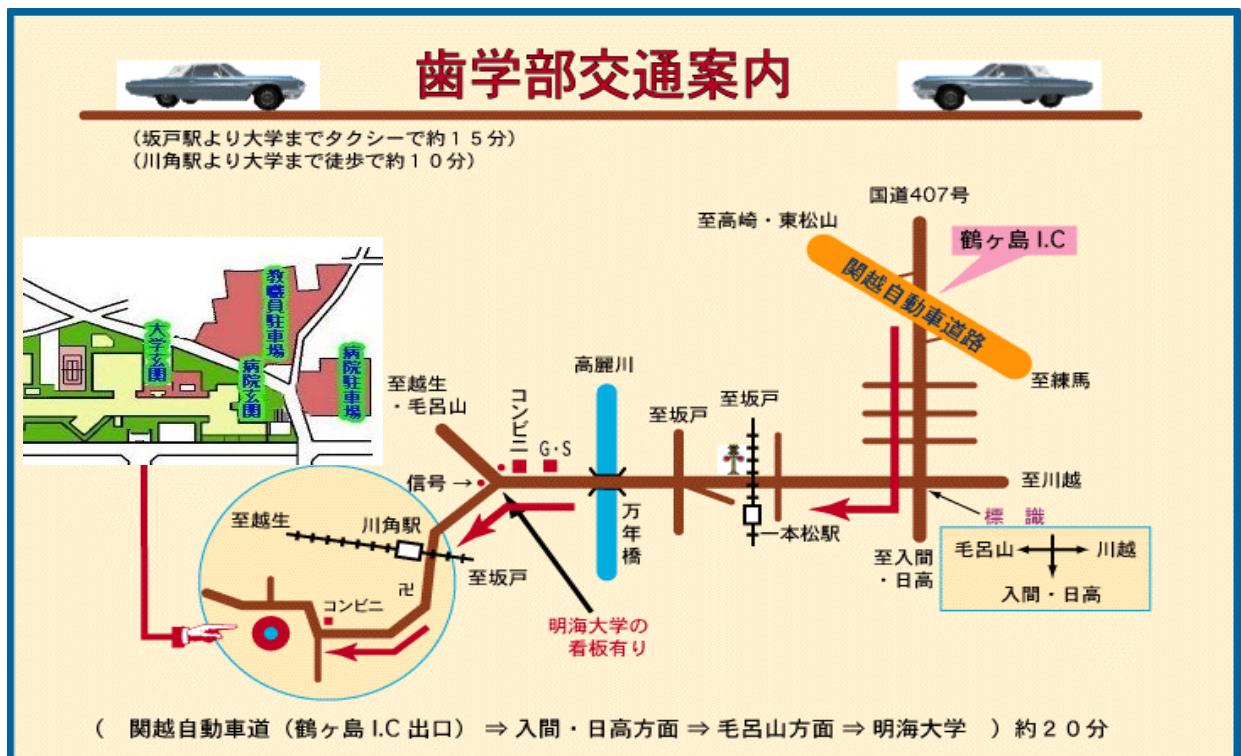 歯学部交通案内
(坂戸駅より大学までタクシーで約15分)
(川角駅より大学まで徒歩で約10分)
国道407号
至高崎・東松山
鶴ヶ島 I.C
関越自動車道路
至練馬
教職員駐車場
大学玄関
病院玄関
病院駐車場
至越生
・毛呂山
コンビニ
G・S
高麗川
至坂戸
至坂戸
信号→
至川越
万年橋
一本松駅
標 識
至入間
・日高
毛呂山
川越
入間・日高
至越生
川角駅
至坂戸
卍
コンビニ
明海大学の
看板有り
( 関越自動車道(鶴ヶ島 I.C 出口) ⇒ 入間・日高方面 ⇒ 毛呂山方面 ⇒ 明海大学 ) 約20分